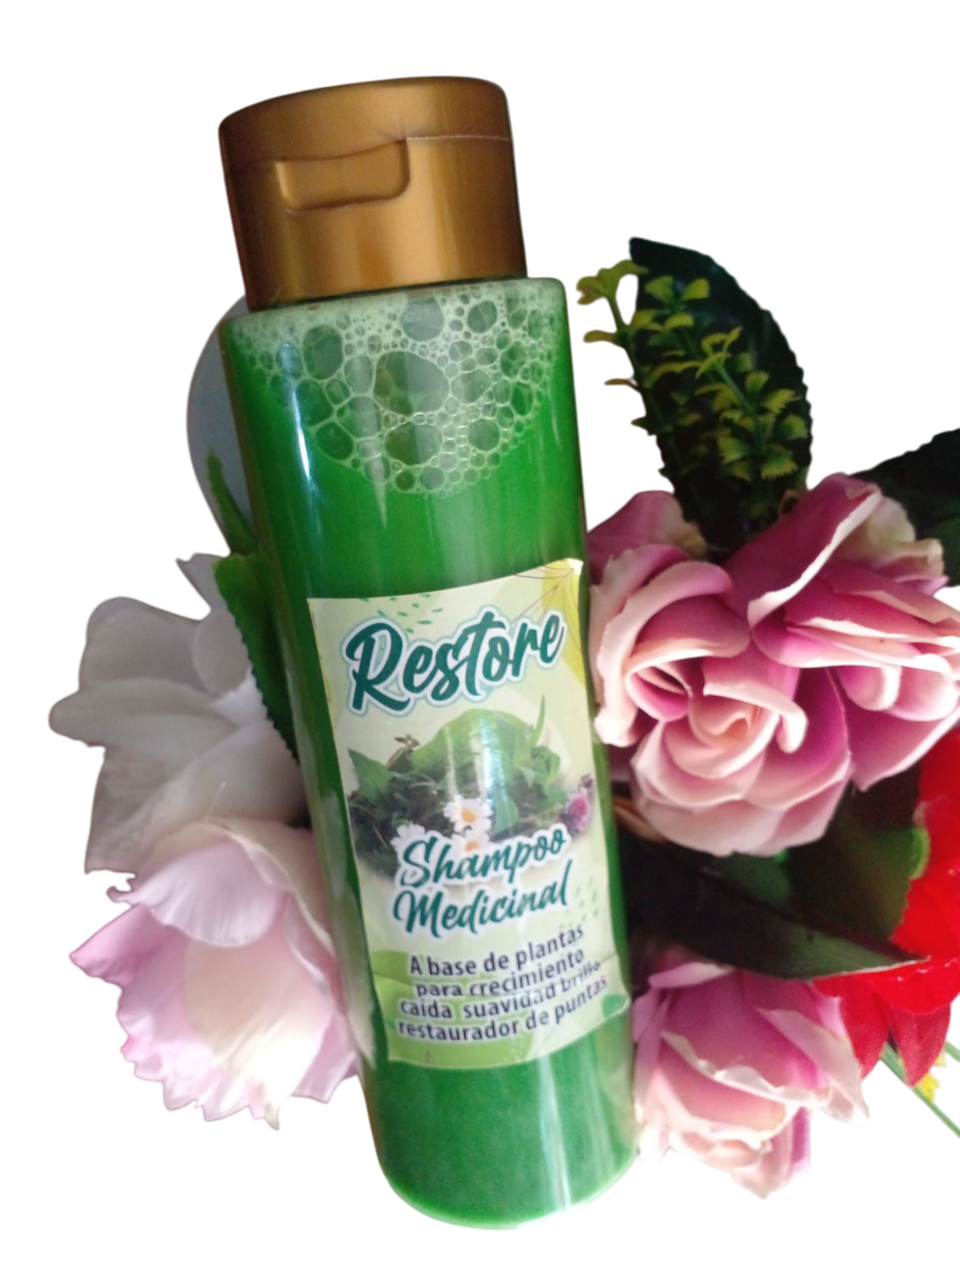 Restore
Shampoo
Medicinal
A base de plantas
para crecimiento
caida suavidad brillo
restaurador de puntas